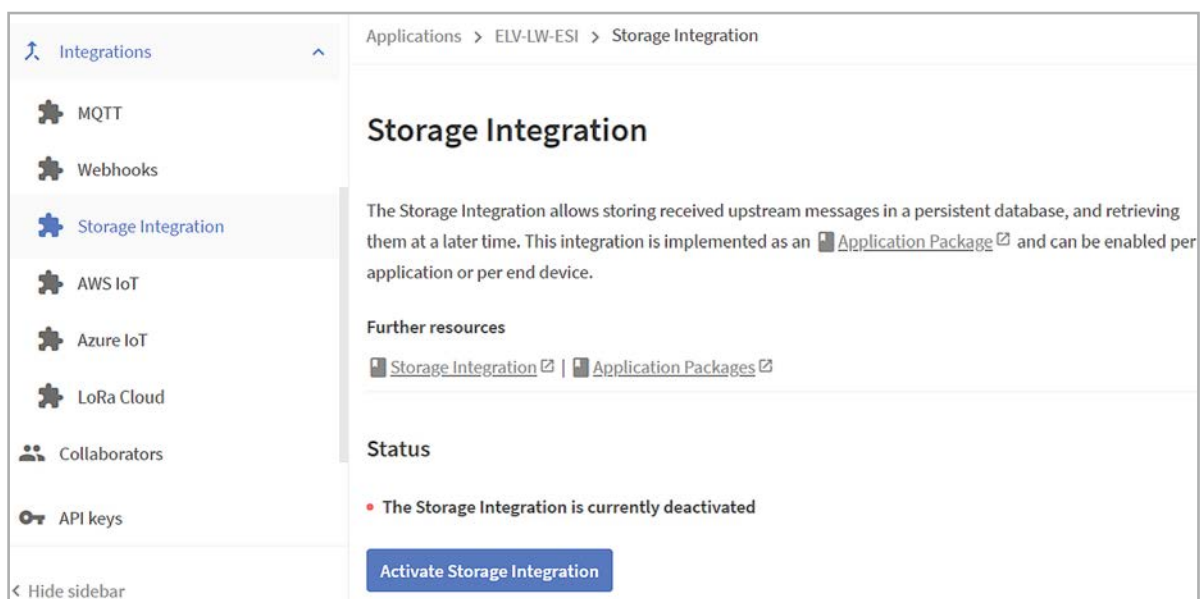 Integrations
MQTT
Webhooks
Storage Integration
AWS IoT
Azure IoT
LoRa Cloud
Collaborators
API keys
< Hide sidebar
Applications > ELV-LW-ESI > Storage Integration
Storage Integration
The Storage Integration allows storing received upstream messages in a persistent database, and retrieving
them at a later time. This integration is implemented as an Application Package and can be enabled per
application or per end device.
Further resources
Storage Integration | Application Packages
Status
• The Storage Integration is currently deactivated
Activate Storage Integration